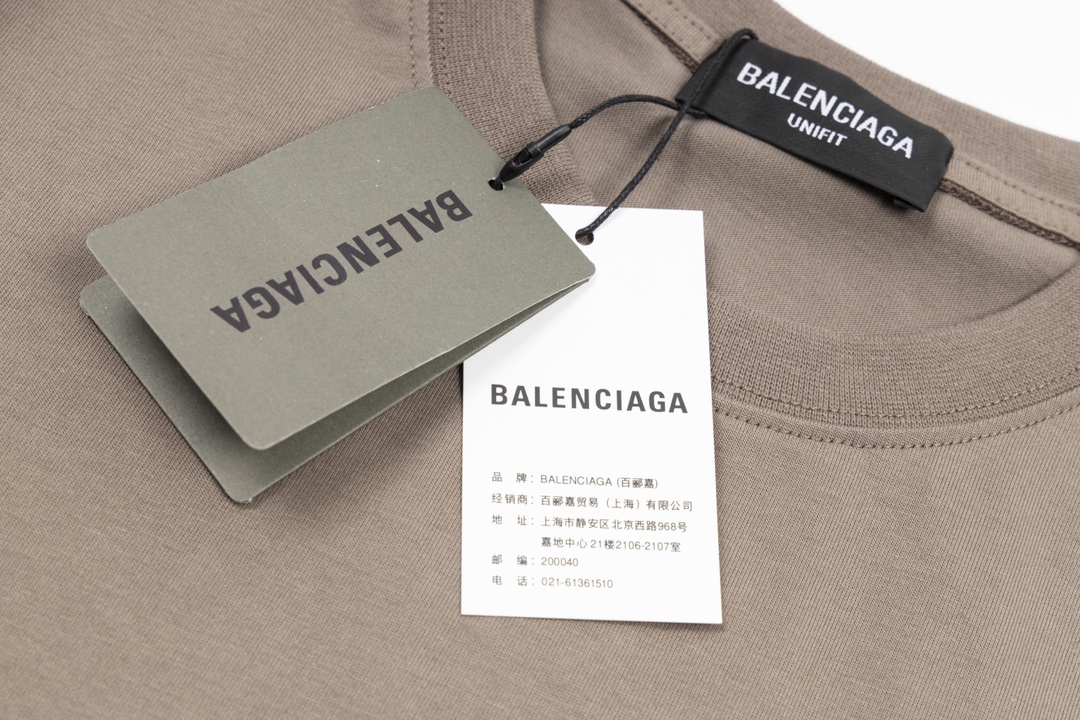 BALENCIAGA
UNIFIT
BALENCIAGA
BALENCIAGA
品 牌：BALENCIAGA (百郦嘉)
经销商：百郦嘉贸易（上海）有限公司
地 址：上海市静安区北京西路968号
嘉地中心 21楼2106-2107室
邮 编：200040
电 话：021-61361510